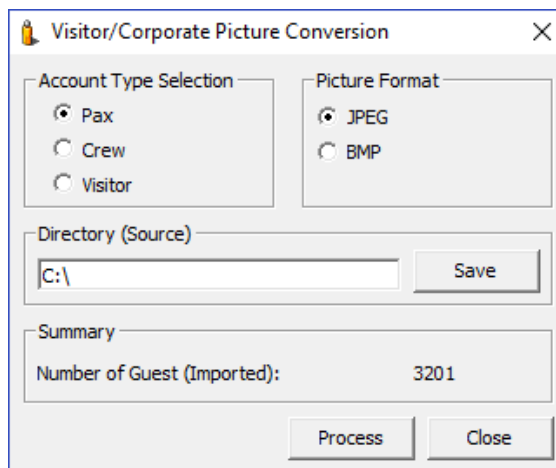 Visitor/Corporate Picture Conversion
Account Type Selection
Pax
Crew
Visitor
Picture Format
JPEG
BMP
Directory (Source)
C:\
Save
Summary
Number of Guest (Imported): 3201
Process
Close